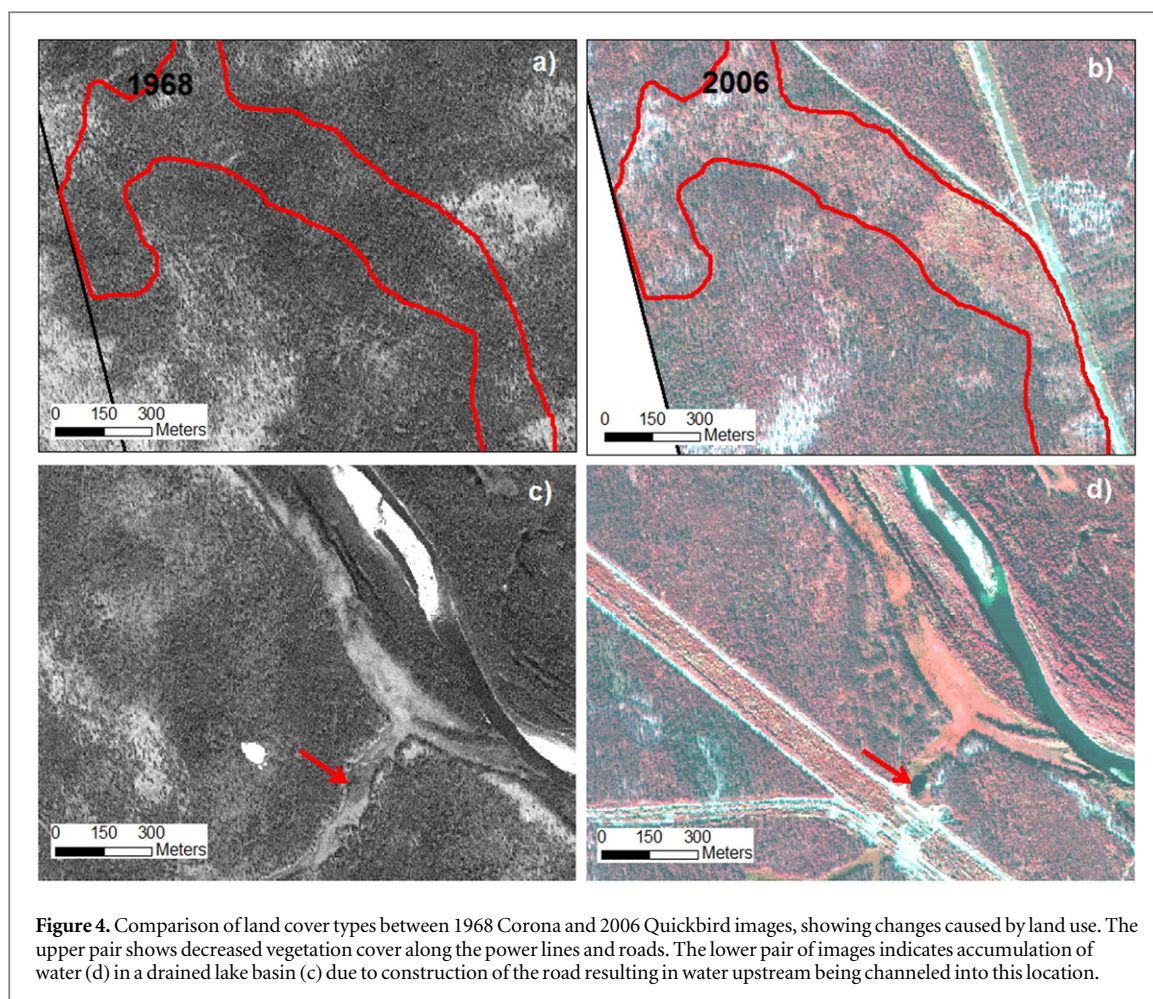 1968
a)
0 150 300
Meters
2006
b)
0 150 300
Meters
c)
0 150 300
Meters
d)
0 150 300
Meters
Figure 4. Comparison of land cover types between 1968 Corona and 2006 Quickbird images, showing changes caused by land use. The
upper pair shows decreased vegetation cover along the power lines and roads. The lower pair of images indicates accumulation of
water (d) in a drained lake basin (c) due to construction of the road resulting in water upstream being channeled into this location.